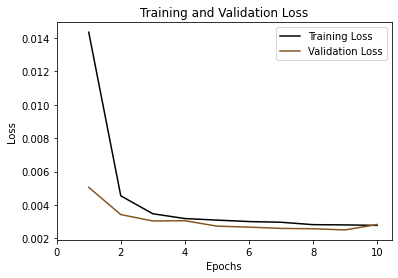 Training and Validation Loss
Training Loss
Validation Loss
Loss
0.014
0.012
0.010
0.008
0.006
0.004
0.002
0 2 4 6 8 10
Epochs